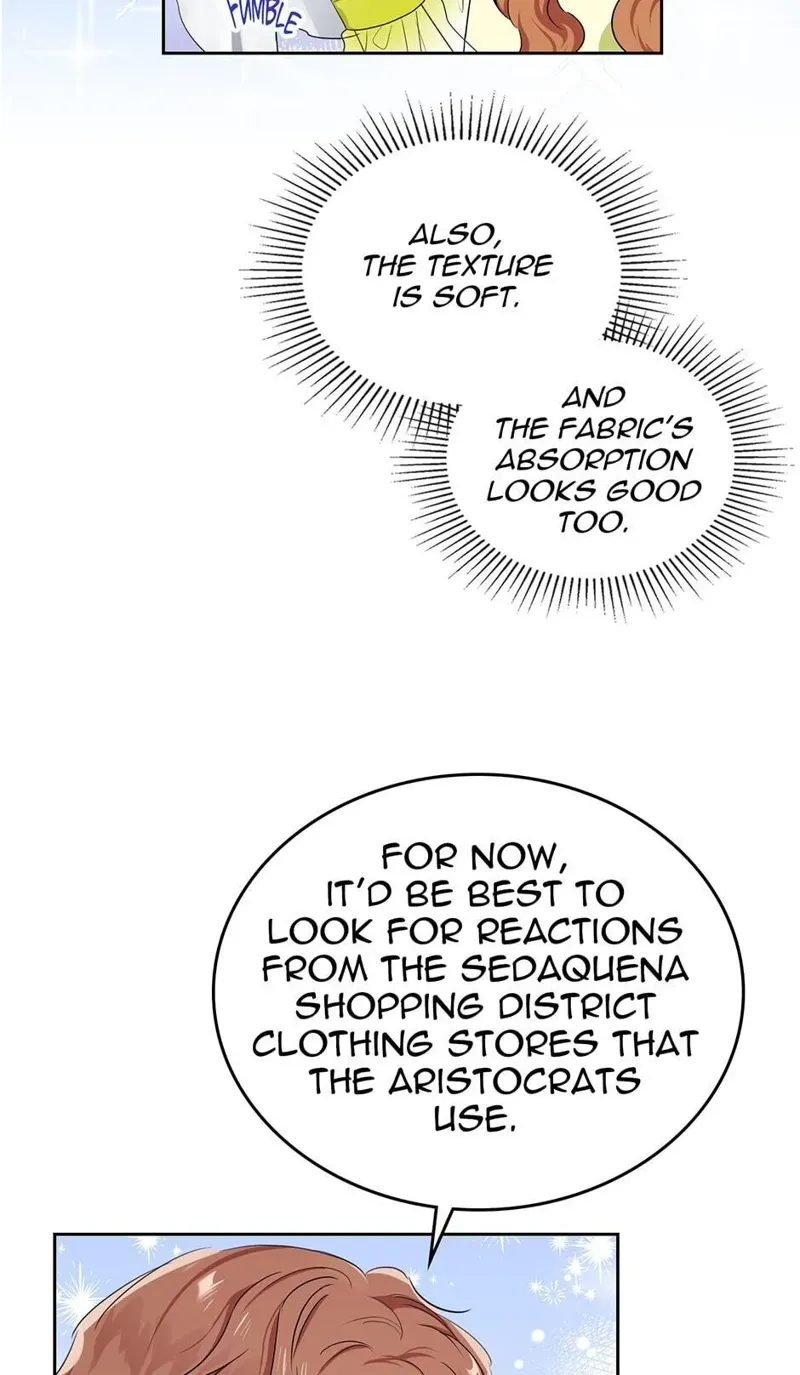 FUMBLE
ALSO,
THE TEXTURE
IS SOFT.
AND
THE FABRIC'S
ABSORPTION
LOOKS GOOD
TOO.
FOR NOW,
IT'D BE BEST TO
LOOK FOR REACTIONS
FROM THE SEDAQUENA
SHOPPING DISTRICT
CLOTHING STORES THAT
THE ARISTOCRATS
USE.